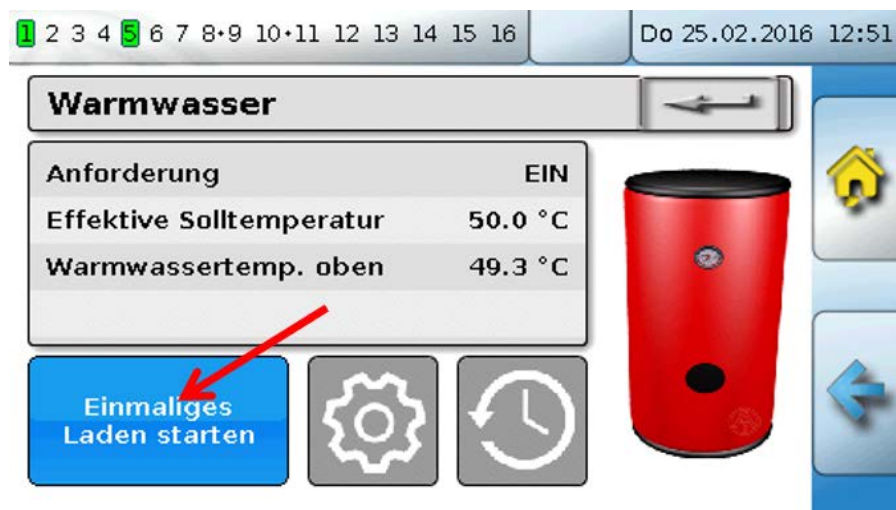 1 2 3 4 5 6 7 8•9 10•11 12 13 14 15 16 Do 25.02.2016 12:51
Warmwasser
Anforderung EIN
Effektive Solltemperatur 50.0 °C
Warmwassertemp. oben 49.3 °C
Einmaliges
Laden starten